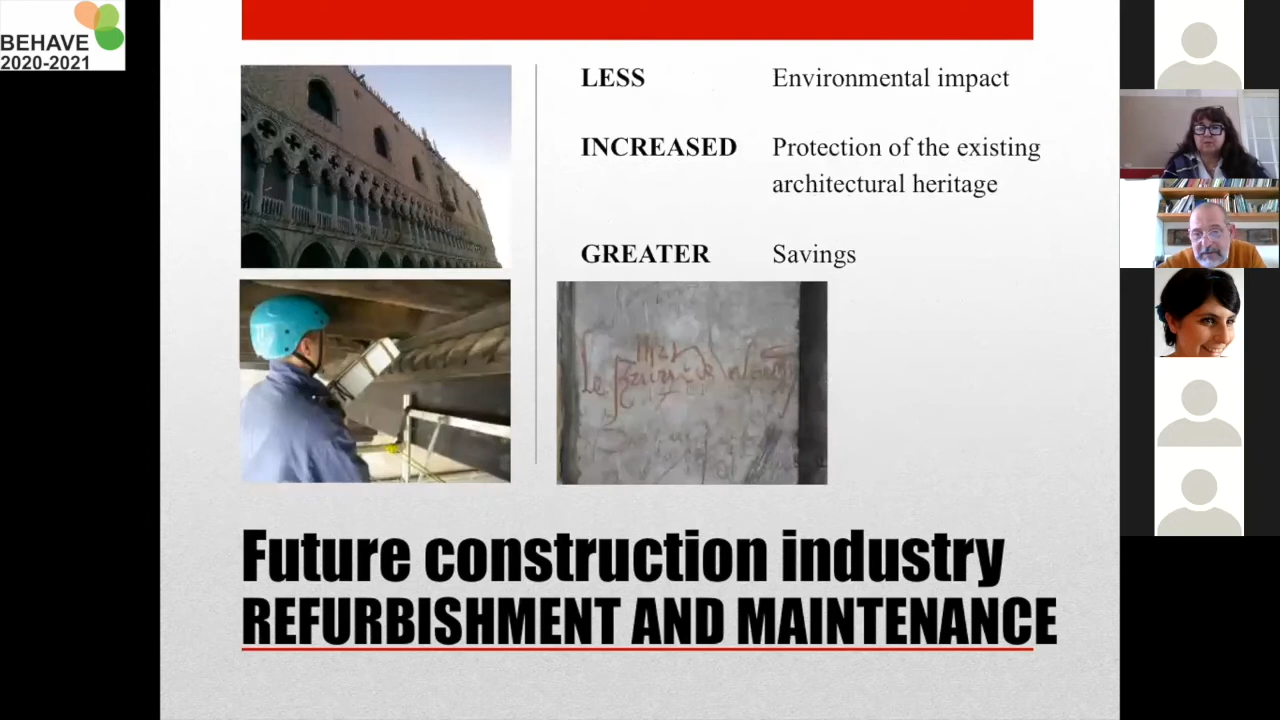 BEHAVE
2020-2021
LESS Environmental impact
INCREASED Protection of the existing
architectural heritage
GREATER Savings
Future construction industry
REFURBISHMENT AND MAINTENANCE